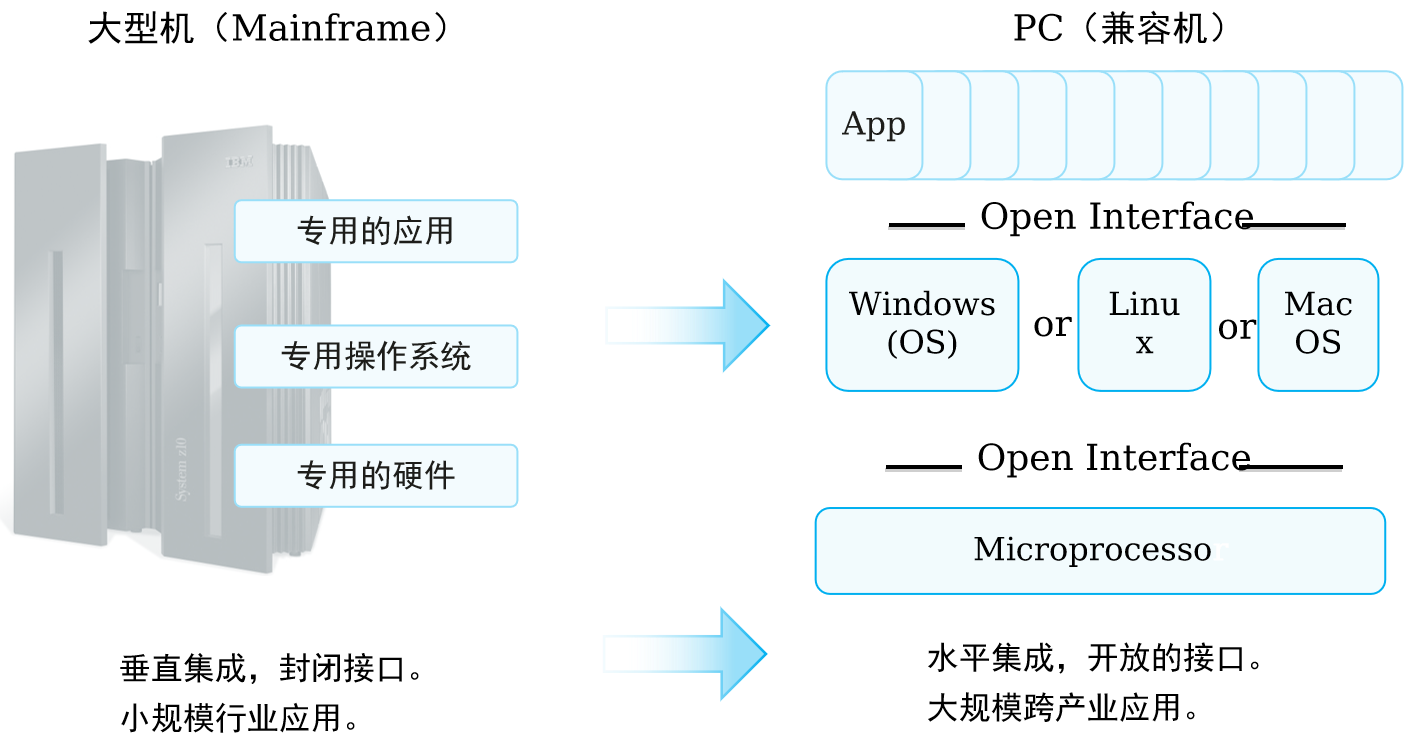 大型机（Mainframe）
PC（兼容机）
IBM
App
专用的应用
Open Interface
Windows
(OS)
or
Linu
x
or
Mac
OS
专用操作系统
Open Interface
专用的硬件
System z10
Microprocessor
垂直集成，封闭接口。
小规模行业应用。
水平集成，开放的接口。
大规模跨产业应用。